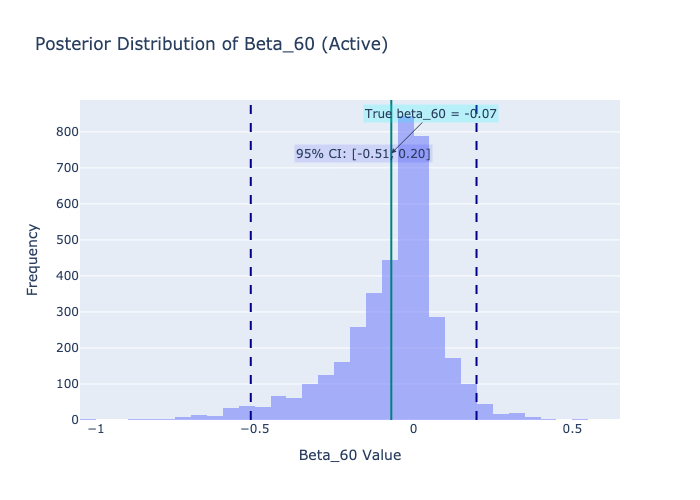 Posterior Distribution of Beta_60 (Active)
True beta_60 = -0.07
95% CI: [-0.51, 0.20]
Frequency
800
700
600
500
400
300
200
100
0
−1
−0.5
0
0.5
Beta_60 Value